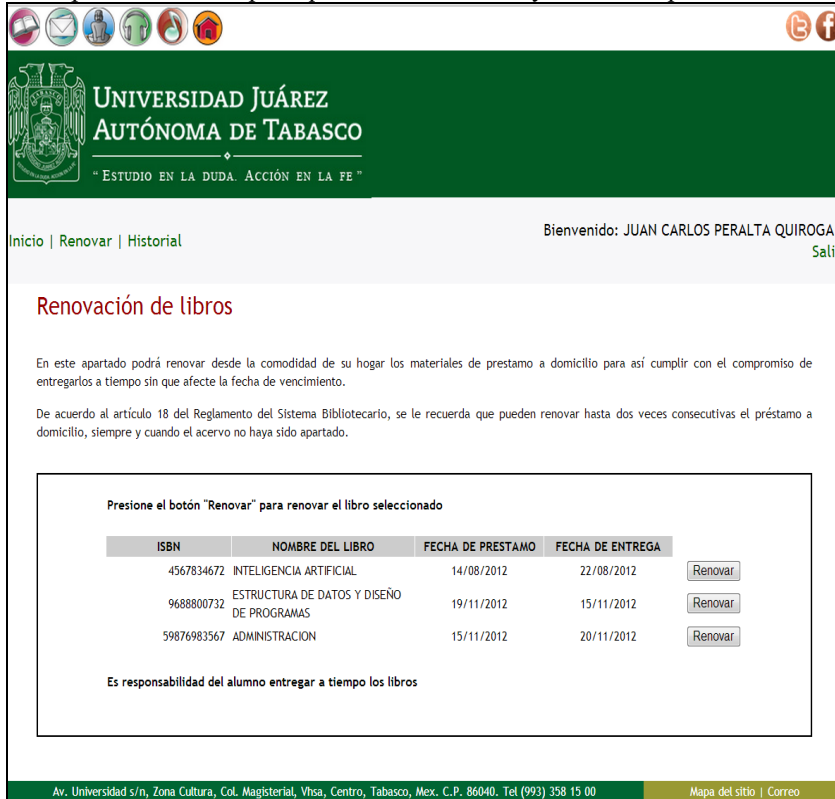 UNIVERSIDAD JUÁREZ
AUTÓNOMA DE TABASCO
“ESTUDIO EN LA DUDA. ACCIÓN EN LA FE”
Inicio | Renovar | Historial
Bienvenido: JUAN CARLOS PERALTA QUIROGA
Sali
Renovación de libros
En este apartado podrá renovar desde la comodidad de su hogar los materiales de prestamo a domicilio para así cumplir con el compromiso de
entregarlos a tiempo sin que afecte la fecha de vencimiento.
De acuerdo al artículo 18 del Reglamento del Sistema Bibliotecario, se le recuerda que pueden renovar hasta dos veces consecutivas el préstamo a
domicilio, siempre y cuando el acervo no haya sido apartado.
Presione el botón "Renovar" para renovar el libro seleccionado
ISBN NOMBRE DEL LIBRO FECHA DE PRESTAMO FECHA DE ENTREGA
4567834672 INTELIGENCIA ARTIFICIAL 14/08/2012 22/08/2012 Renovar
9688800732 ESTRUCTURA DE DATOS Y DISEÑO DE PROGRAMAS 19/11/2012 15/11/2012 Renovar
59876983567 ADMINISTRACION 15/11/2012 20/11/2012 Renovar
Es responsabilidad del alumno entregar a tiempo los libros
Av. Universidad s/n, Zona Cultura, Col. Magisterial, Vhsa, Centro, Tabasco, Mex. C.P. 86040. Tel (993) 358 15 00
Mapa del sitio | Correo